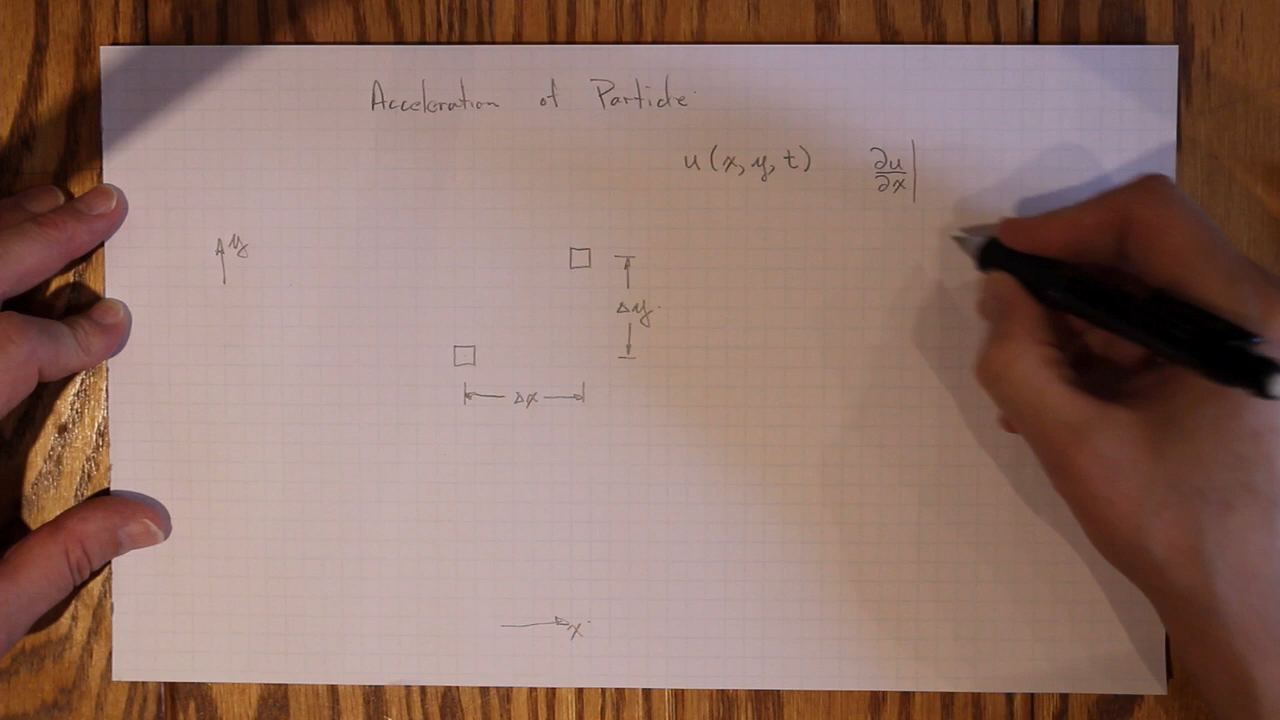 Acceleration of Particle
u(x, y, t) ∂u/∂x|
y
Δy
Δx
x